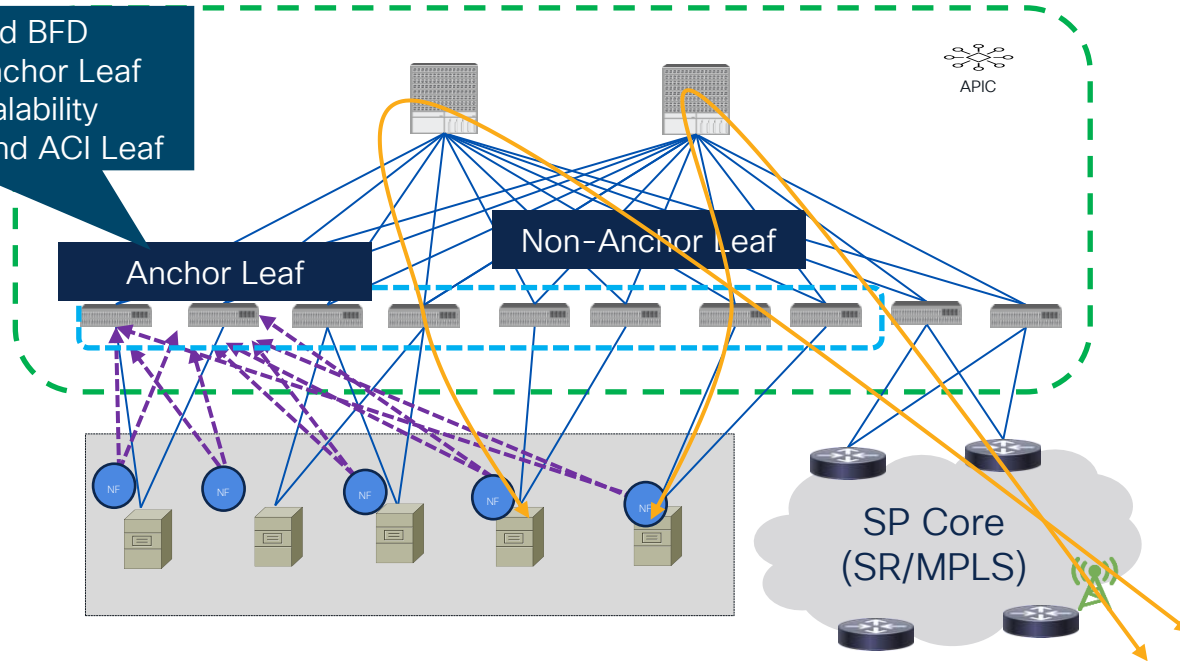 d BFD
chor Leaf
alability
nd ACI Leaf
APIC
Non-Anchor Leaf
Anchor Leaf
NF
NF
NF
NF
NF
SP Core
(SR/MPLS)